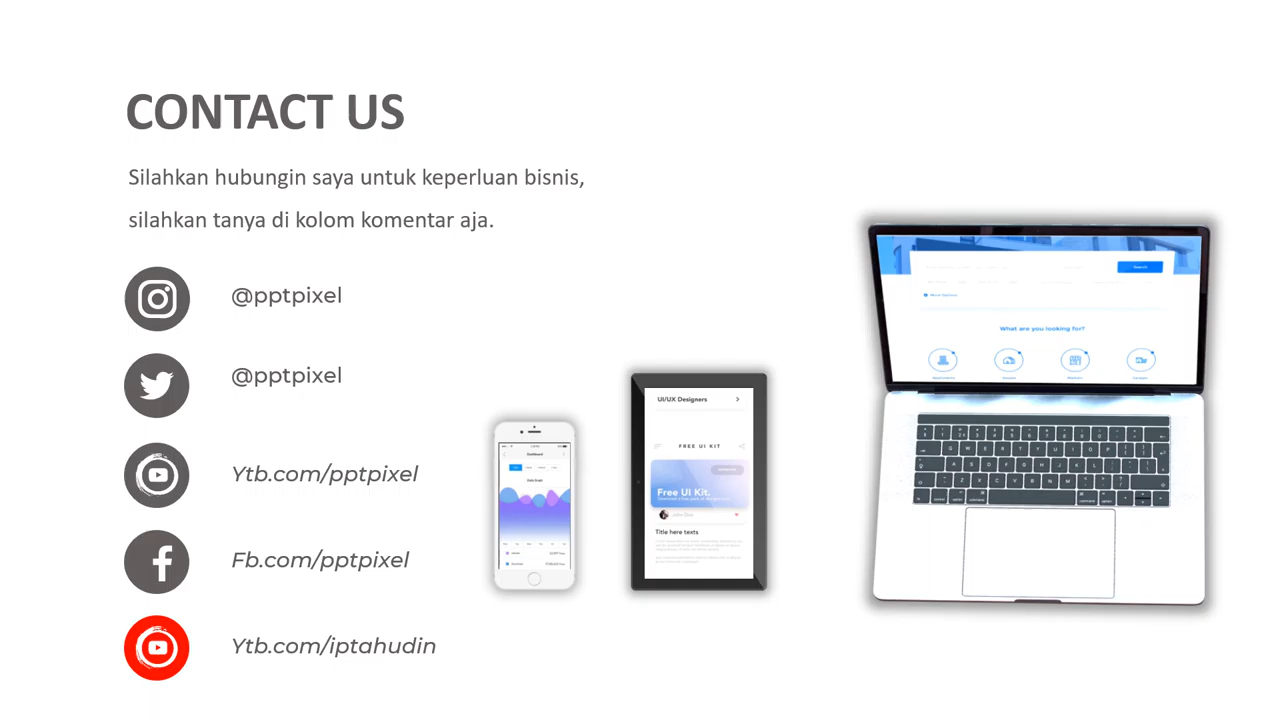 CONTACT US
Silahkan hubungin saya untuk keperluan bisnis,
silahkan tanya di kolom komentar aja.
@pptpixel
@pptpixel
Ytb.com/pptpixel
Fb.com/pptpixel
Ytb.com/iptahudin
Dashboard
UI/UX Designers
FREE UI KIT
Free UI Kit.
Title here texts
What are you looking for?